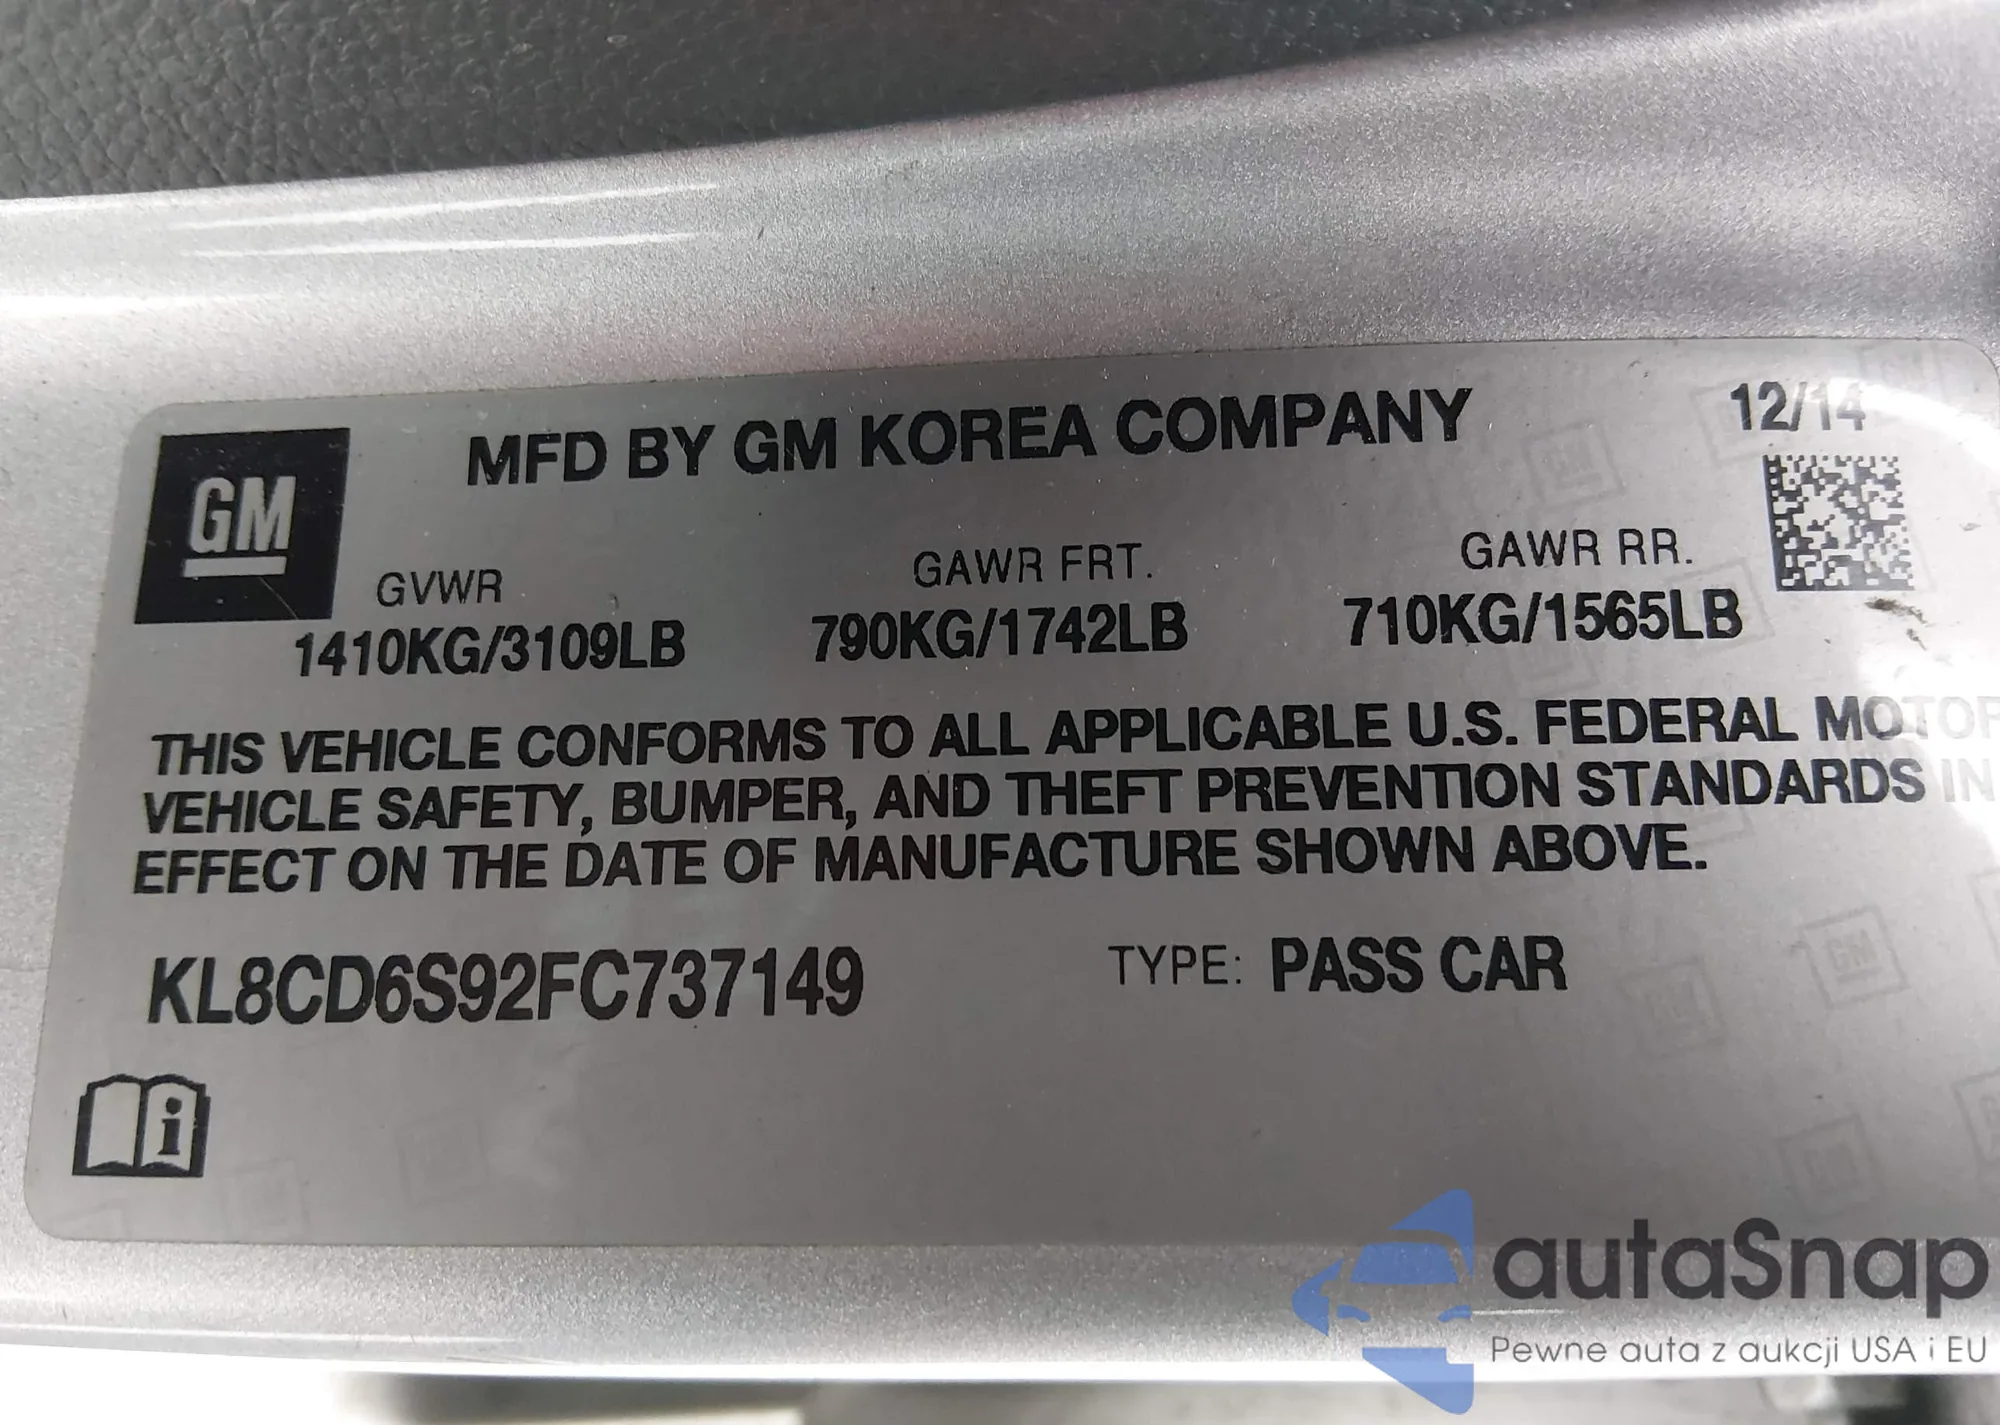 MFD BY GM KOREA COMPANY 12/14
GM
GVWR GAWR FRT. GAWR RR.
1410KG/3109LB 790KG/1742LB 710KG/1565LB
THIS VEHICLE CONFORMS TO ALL APPLICABLE U.S. FEDERAL MOTOR
VEHICLE SAFETY, BUMPER, AND THEFT PREVENTION STANDARDS IN
EFFECT ON THE DATE OF MANUFACTURE SHOWN ABOVE.
KL8CD6S92FC737149 TYPE: PASS CAR
i
autaSnap
Pewne auta z aukcji USA i EU